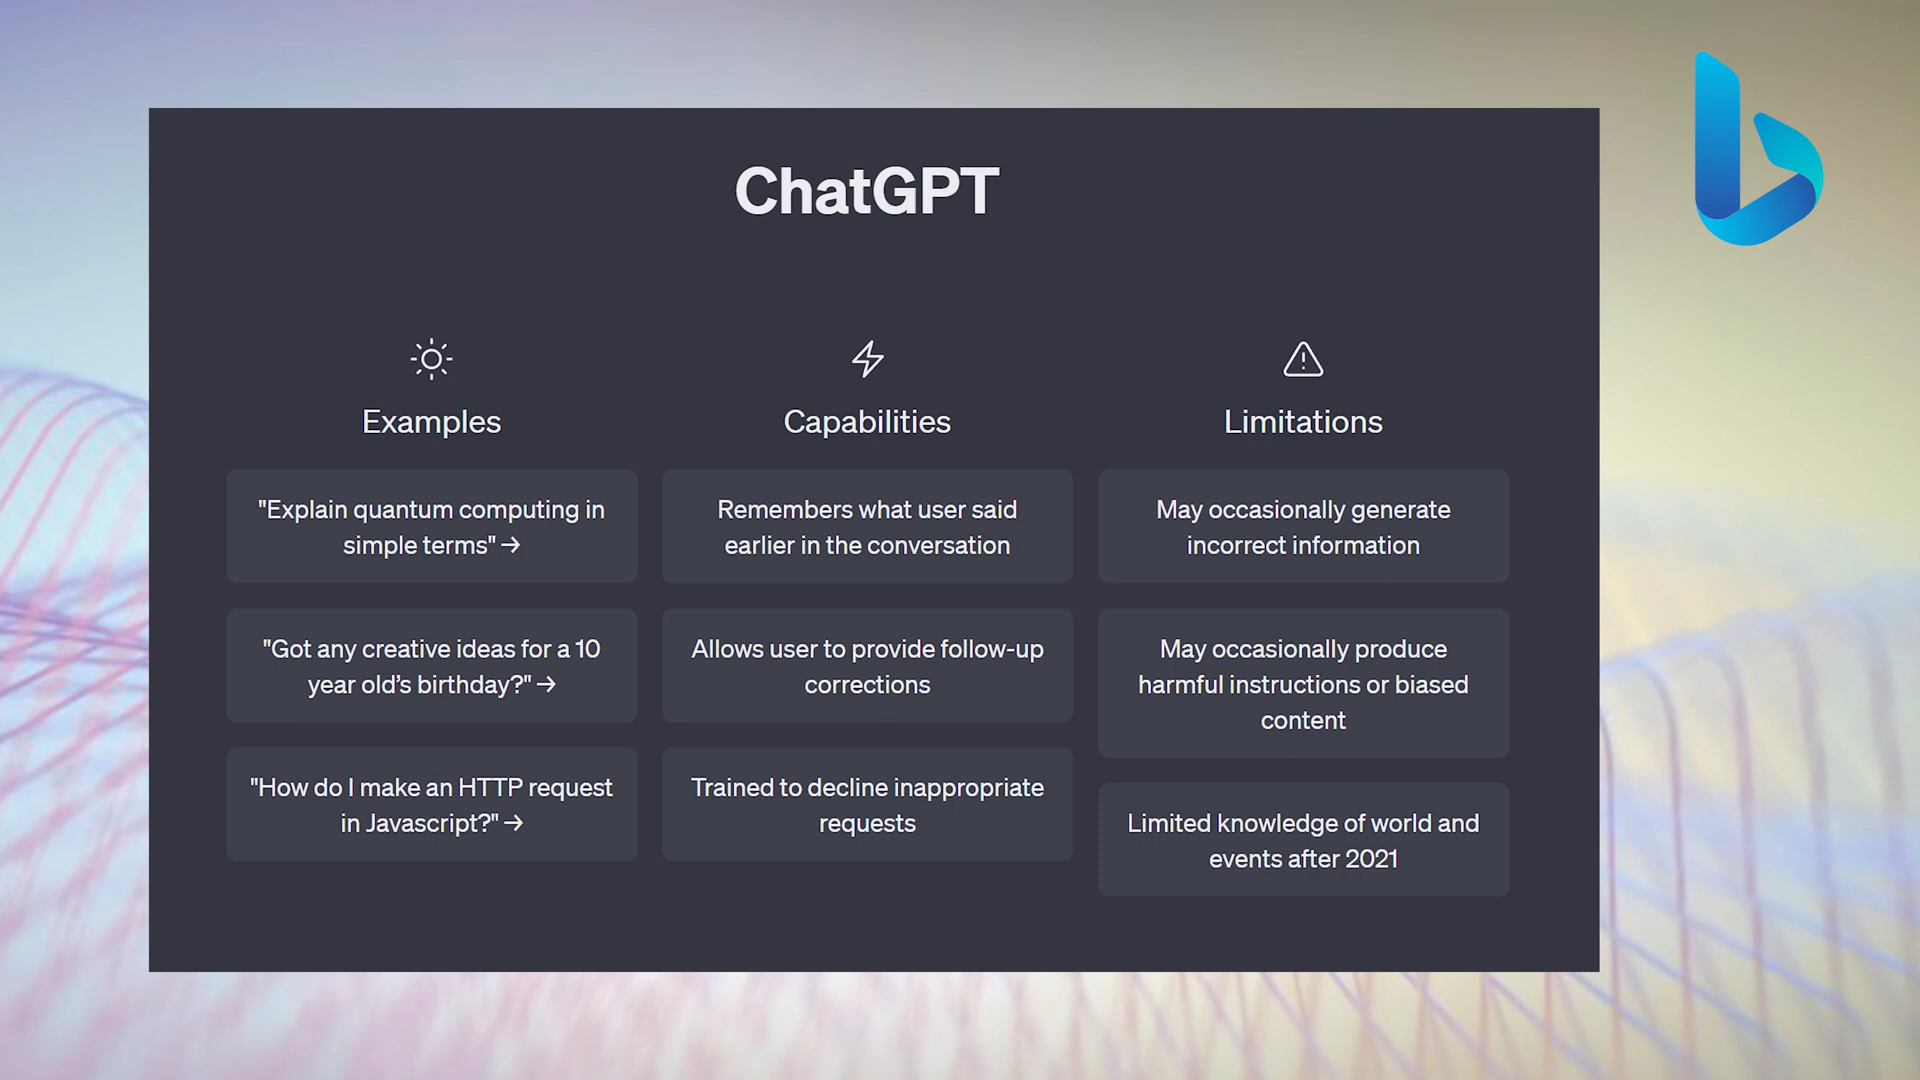 ChatGPT
Examples
"Explain quantum computing in
simple terms" →
"Got any creative ideas for a 10
year old’s birthday?" →
"How do I make an HTTP request
in Javascript?" →
Capabilities
Remembers what user said
earlier in the conversation
Allows user to provide follow-up
corrections
Trained to decline inappropriate
requests
Limitations
May occasionally generate
incorrect information
May occasionally produce
harmful instructions or biased
content
Limited knowledge of world and
events after 2021